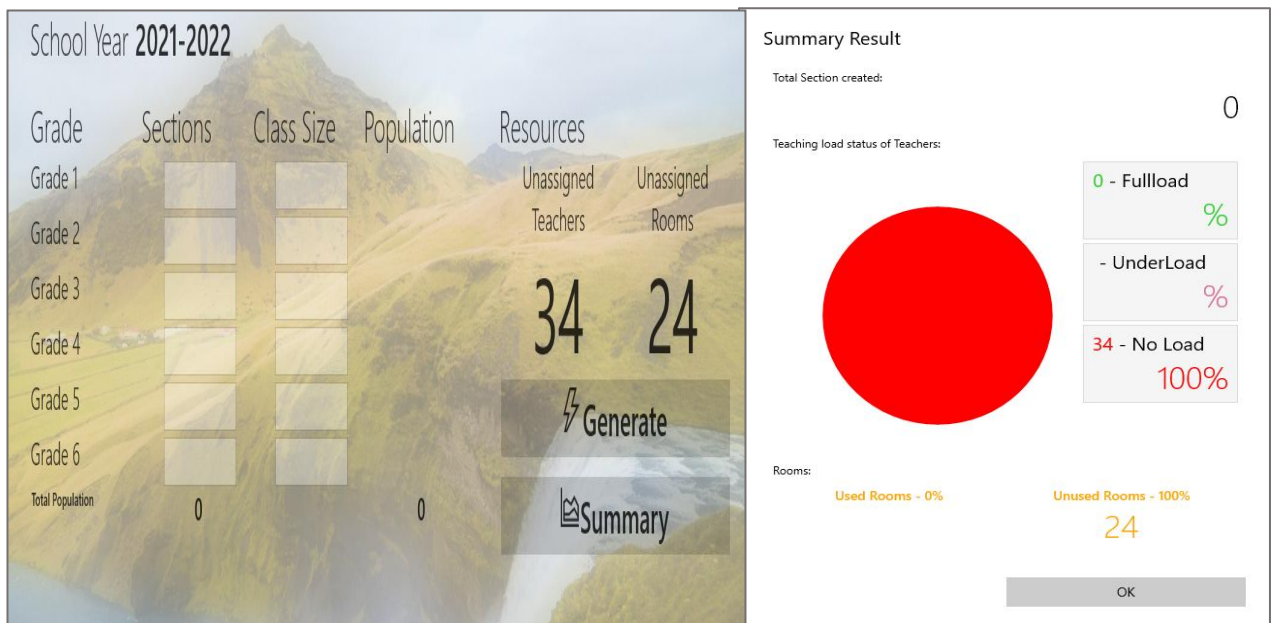 School Year 2021-2022
Grade Sections Class Size Population Resources
Grade 1
Grade 2
Grade 3
Grade 4
Grade 5
Grade 6
Total Population 0 0
Unassigned Teachers
Unassigned Rooms
34 24
Generate
Summary
Summary Result
Total Section created:
0
Teaching load status of Teachers:
0 - Fullload
%
- UnderLoad
%
34 - No Load
100%
Rooms:
Used Rooms - 0% Unused Rooms - 100%
24
OK